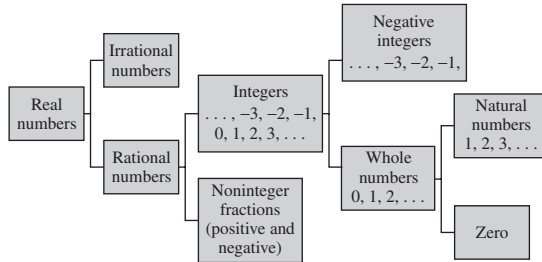 Real
numbers
Irrational
numbers
Rational
numbers
Integers
. . . , −3, −2, −1,
0, 1, 2, 3, . . .
Noninteger
fractions
(positive and
negative)
Negative
integers
. . . , −3, −2, −1,
Whole
numbers
0, 1, 2, . . .
Natural
numbers
1, 2, 3, . . .
Zero